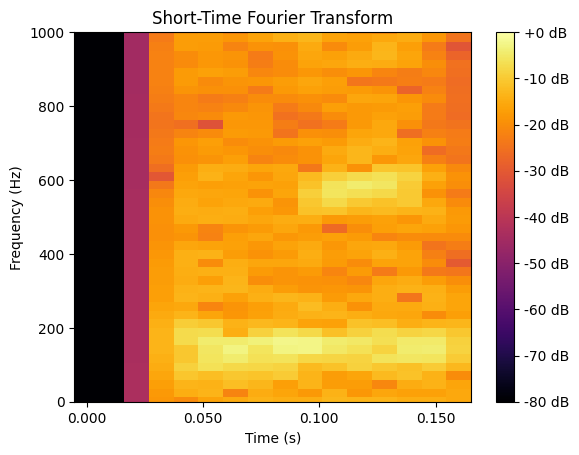 Short-Time Fourier Transform
1000
800
600
400
200
0
Frequency (Hz)
0.000
0.050
0.100
0.150
Time (s)
+0 dB
-10 dB
-20 dB
-30 dB
-40 dB
-50 dB
-60 dB
-70 dB
-80 dB